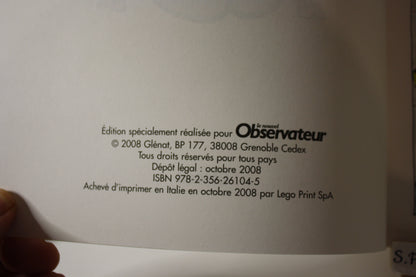 Édition spécialement réalisée pour le nouvel Observateur
© 2008 Glénat, BP 177, 38008 Grenoble Cedex
Tous droits réservés pour tous pays
Dépôt légal : octobre 2008
ISBN 978-2-356-26104-5
Achevé d'imprimer en Italie en octobre 2008 par Lego Print SpA